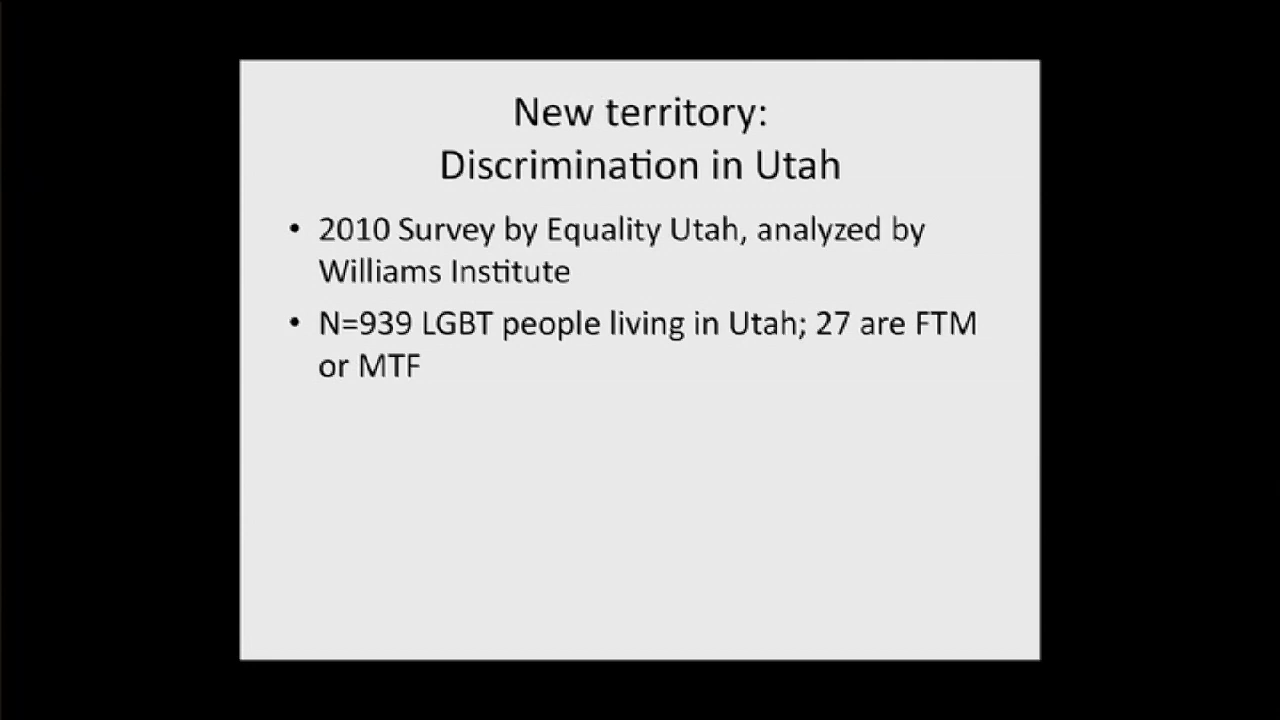 New territory:
Discrimination in Utah
• 2010 Survey by Equality Utah, analyzed by
Williams Institute
• N=939 LGBT people living in Utah; 27 are FTM
or MTF